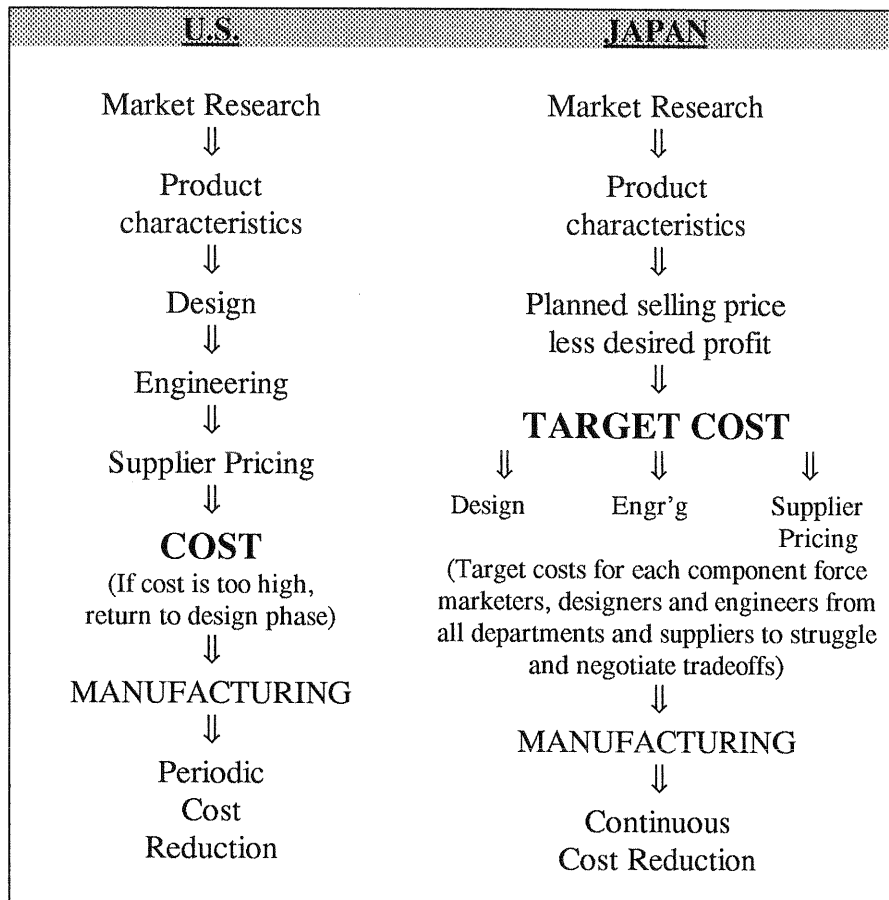 U.S.
Market Research
⇓
Product
characteristics
⇓
Design
⇓
Engineering
⇓
Supplier Pricing
⇓
COST
(If cost is too high,
return to design phase)
⇓
MANUFACTURING
⇓
Periodic
Cost
Reduction
JAPAN
Market Research
⇓
Product
characteristics
⇓
Planned selling price
less desired profit
⇓
TARGET COST
⇓ ⇓ ⇓
Design Engr'g Supplier
Pricing
(Target costs for each component force
marketers, designers and engineers from
all departments and suppliers to struggle
and negotiate tradeoffs)
⇓
MANUFACTURING
⇓
Continuous
Cost Reduction